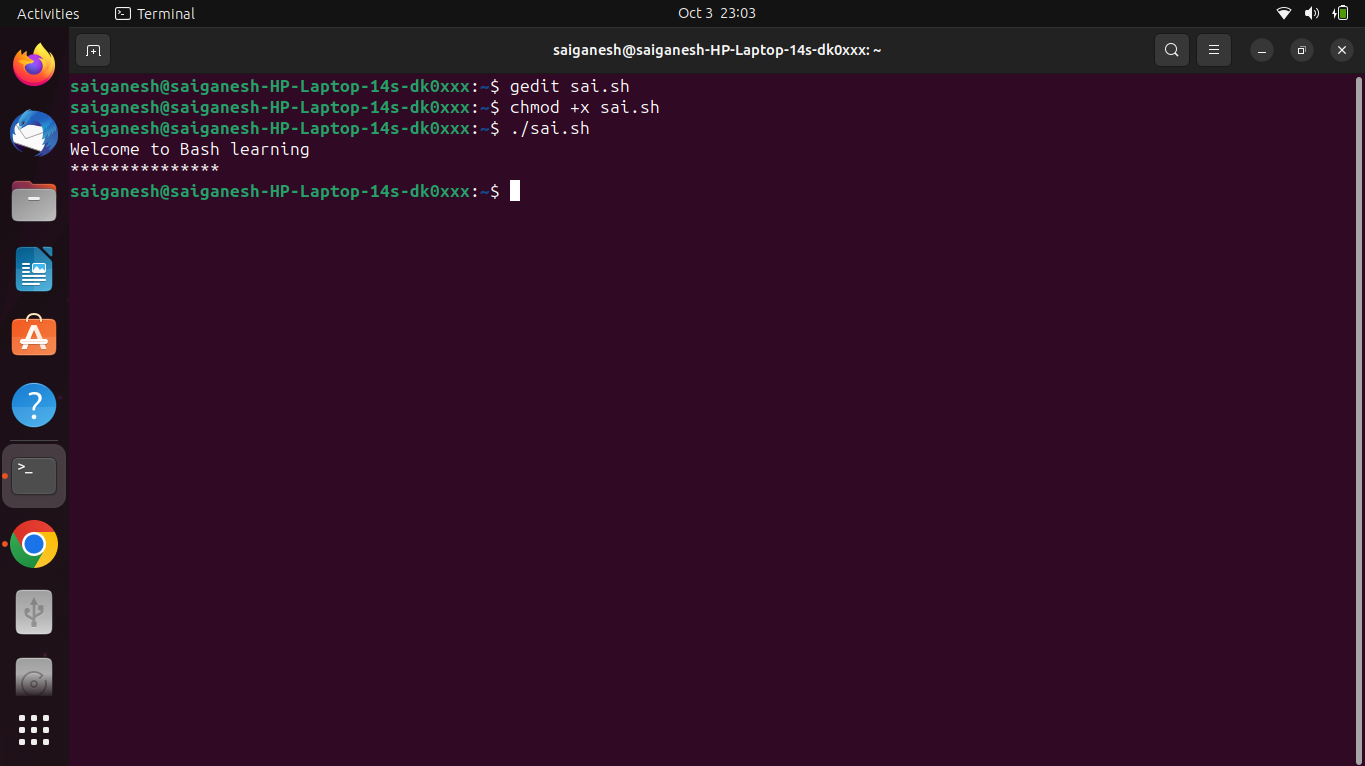 Activities
Terminal
Oct 3 23:03
saiganesh@saiganesh-HP-Laptop-14s-dk0xxx: ~
saiganesh@saiganesh-HP-Laptop-14s-dk0xxx:~$ gedit sai.sh
saiganesh@saiganesh-HP-Laptop-14s-dk0xxx:~$ chmod +x sai.sh
saiganesh@saiganesh-HP-Laptop-14s-dk0xxx:~$ ./sai.sh
Welcome to Bash learning
***************
saiganesh@saiganesh-HP-Laptop-14s-dk0xxx:~$